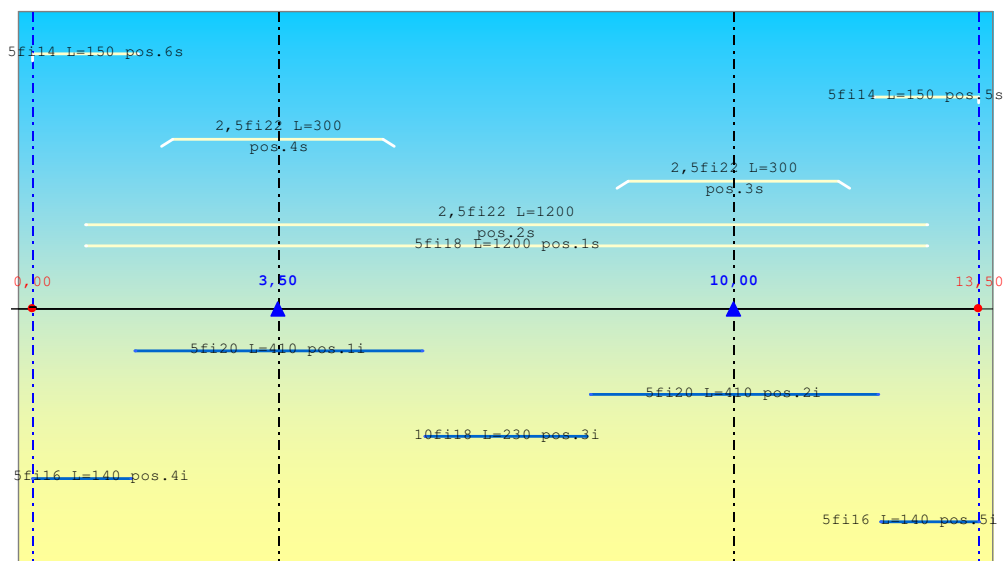 5fi14 L=150 pos.6s
5fi14 L=150 pos.5s
2,5fi22 L=300
pos.4s
2,5fi22 L=300
pos.3s
2,5fi22 L=1200
pos.2s
5fi18 L=1200 pos.1s
0,00
3,50
10,00
13,50
5fi20 L=410 pos.1i
5fi20 L=410 pos.2i
10fi18 L=230 pos.3i
5fi16 L=140 pos.4i
5fi16 L=140 pos.5i